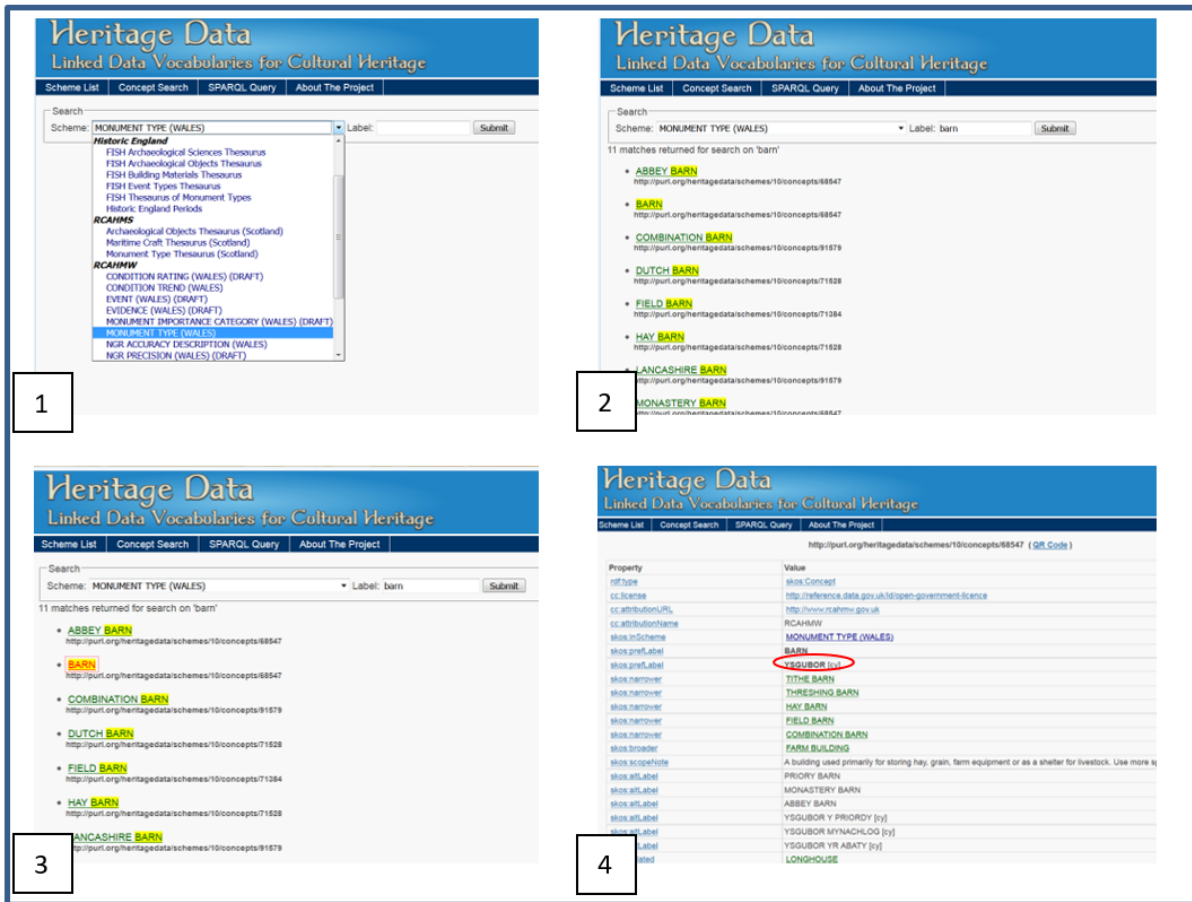 Heritage Data
Linked Data Vocabularies for Cultural Heritage
Scheme List Concept Search SPARQL Query About The Project
Search
Scheme: MONUMENT TYPE (WALES) Label: Submit
Historic England
FISH Archaeological Sciences Thesaurus
FISH Archaeological Objects Thesaurus
FISH Building Materials Thesaurus
FISH Event Types Thesaurus
FISH Thesaurus of Monument Types
Historic England Periods
RCAHMS
Archaeological Objects Thesaurus (Scotland)
Maritime Craft Thesaurus (Scotland)
Monument Type Thesaurus (Scotland)
RCAHMW
CONDITION RATING (WALES) (DRAFT)
CONDITION TREND (WALES)
EVENT (WALES) (DRAFT)
EVIDENCE (WALES) (DRAFT)
MONUMENT IMPORTANCE CATEGORY (WALES) (DRAFT)
MONUMENT TYPE (WALES)
NGR ACCURACY DESCRIPTION (WALES)
NGR PRECISION (WALES) (DRAFT)
1
Heritage Data
Linked Data Vocabularies for Cultural Heritage
Scheme List Concept Search SPARQL Query About The Project
Search
Scheme: MONUMENT TYPE (WALES) Label: barn Submit
11 matches returned for search on 'barn'
ABBEY BARN
http://purl.org/heritagedata/schemes/10/concepts/68547
BARN
http://purl.org/heritagedata/schemes/10/concepts/68547
COMBINATION BARN
http://purl.org/heritagedata/schemes/10/concepts/91579
DUTCH BARN
http://purl.org/heritagedata/schemes/10/concepts/71528
FIELD BARN
http://purl.org/heritagedata/schemes/10/concepts/71384
HAY BARN
http://purl.org/heritagedata/schemes/10/concepts/71528
LANCASHIRE BARN
http://purl.org/heritagedata/schemes/10/concepts/91579
MONASTERY BARN
2
Heritage Data
Linked Data Vocabularies for Cultural Heritage
Scheme List Concept Search SPARQL Query About The Project
Search
Scheme: MONUMENT TYPE (WALES) Label: barn Submit
11 matches returned for search on 'barn'
ABBEY BARN
http://purl.org/heritagedata/schemes/10/concepts/68547
BARN
http://purl.org/heritagedata/schemes/10/concepts/68547
COMBINATION BARN
http://purl.org/heritagedata/schemes/10/concepts/91579
DUTCH BARN
http://purl.org/heritagedata/schemes/10/concepts/71528
FIELD BARN
http://purl.org/heritagedata/schemes/10/concepts/71384
HAY BARN
http://purl.org/heritagedata/schemes/10/concepts/71528
ANCASHIRE BARN
ttp://purl.org/heritagedata/schemes/10/concepts/91579
3
Heritage Data
Linked Data Vocabularies for Cultural Heritage
Scheme List Concept Search SPARQL Query About The Project
http://purl.org/heritagedata/schemes/10/concepts/68547 ( QR Code )
Property Value
rdf:type skos:Concept
cc:license http://reference.data.gov.uk/id/open-government-licence
cc:attributionURL http://www.rcahmw.gov.uk
cc:attributionName RCAHMW
skos:inScheme MONUMENT TYPE (WALES)
skos:prefLabel BARN
skos:prefLabel YSGUBOR [cy]
skos:narrower TITHE BARN
skos:narrower THRESHING BARN
skos:narrower HAY BARN
skos:narrower FIELD BARN
skos:narrower COMBINATION BARN
skos:broader FARM BUILDING
skos:scopeNote A building used primarily for storing hay, grain, farm equipment or as a shelter for livestock. Use more
skos:altLabel PRIORY BARN
skos:altLabel MONASTERY BARN
skos:altLabel ABBEY BARN
skos:altLabel YSGUBOR Y PRIORDY [cy]
skos:altLabel YSGUBOR MYNACHLOG [cy]
Label YSGUBOR YR ABATY [cy]
lated LONGHOUSE
4